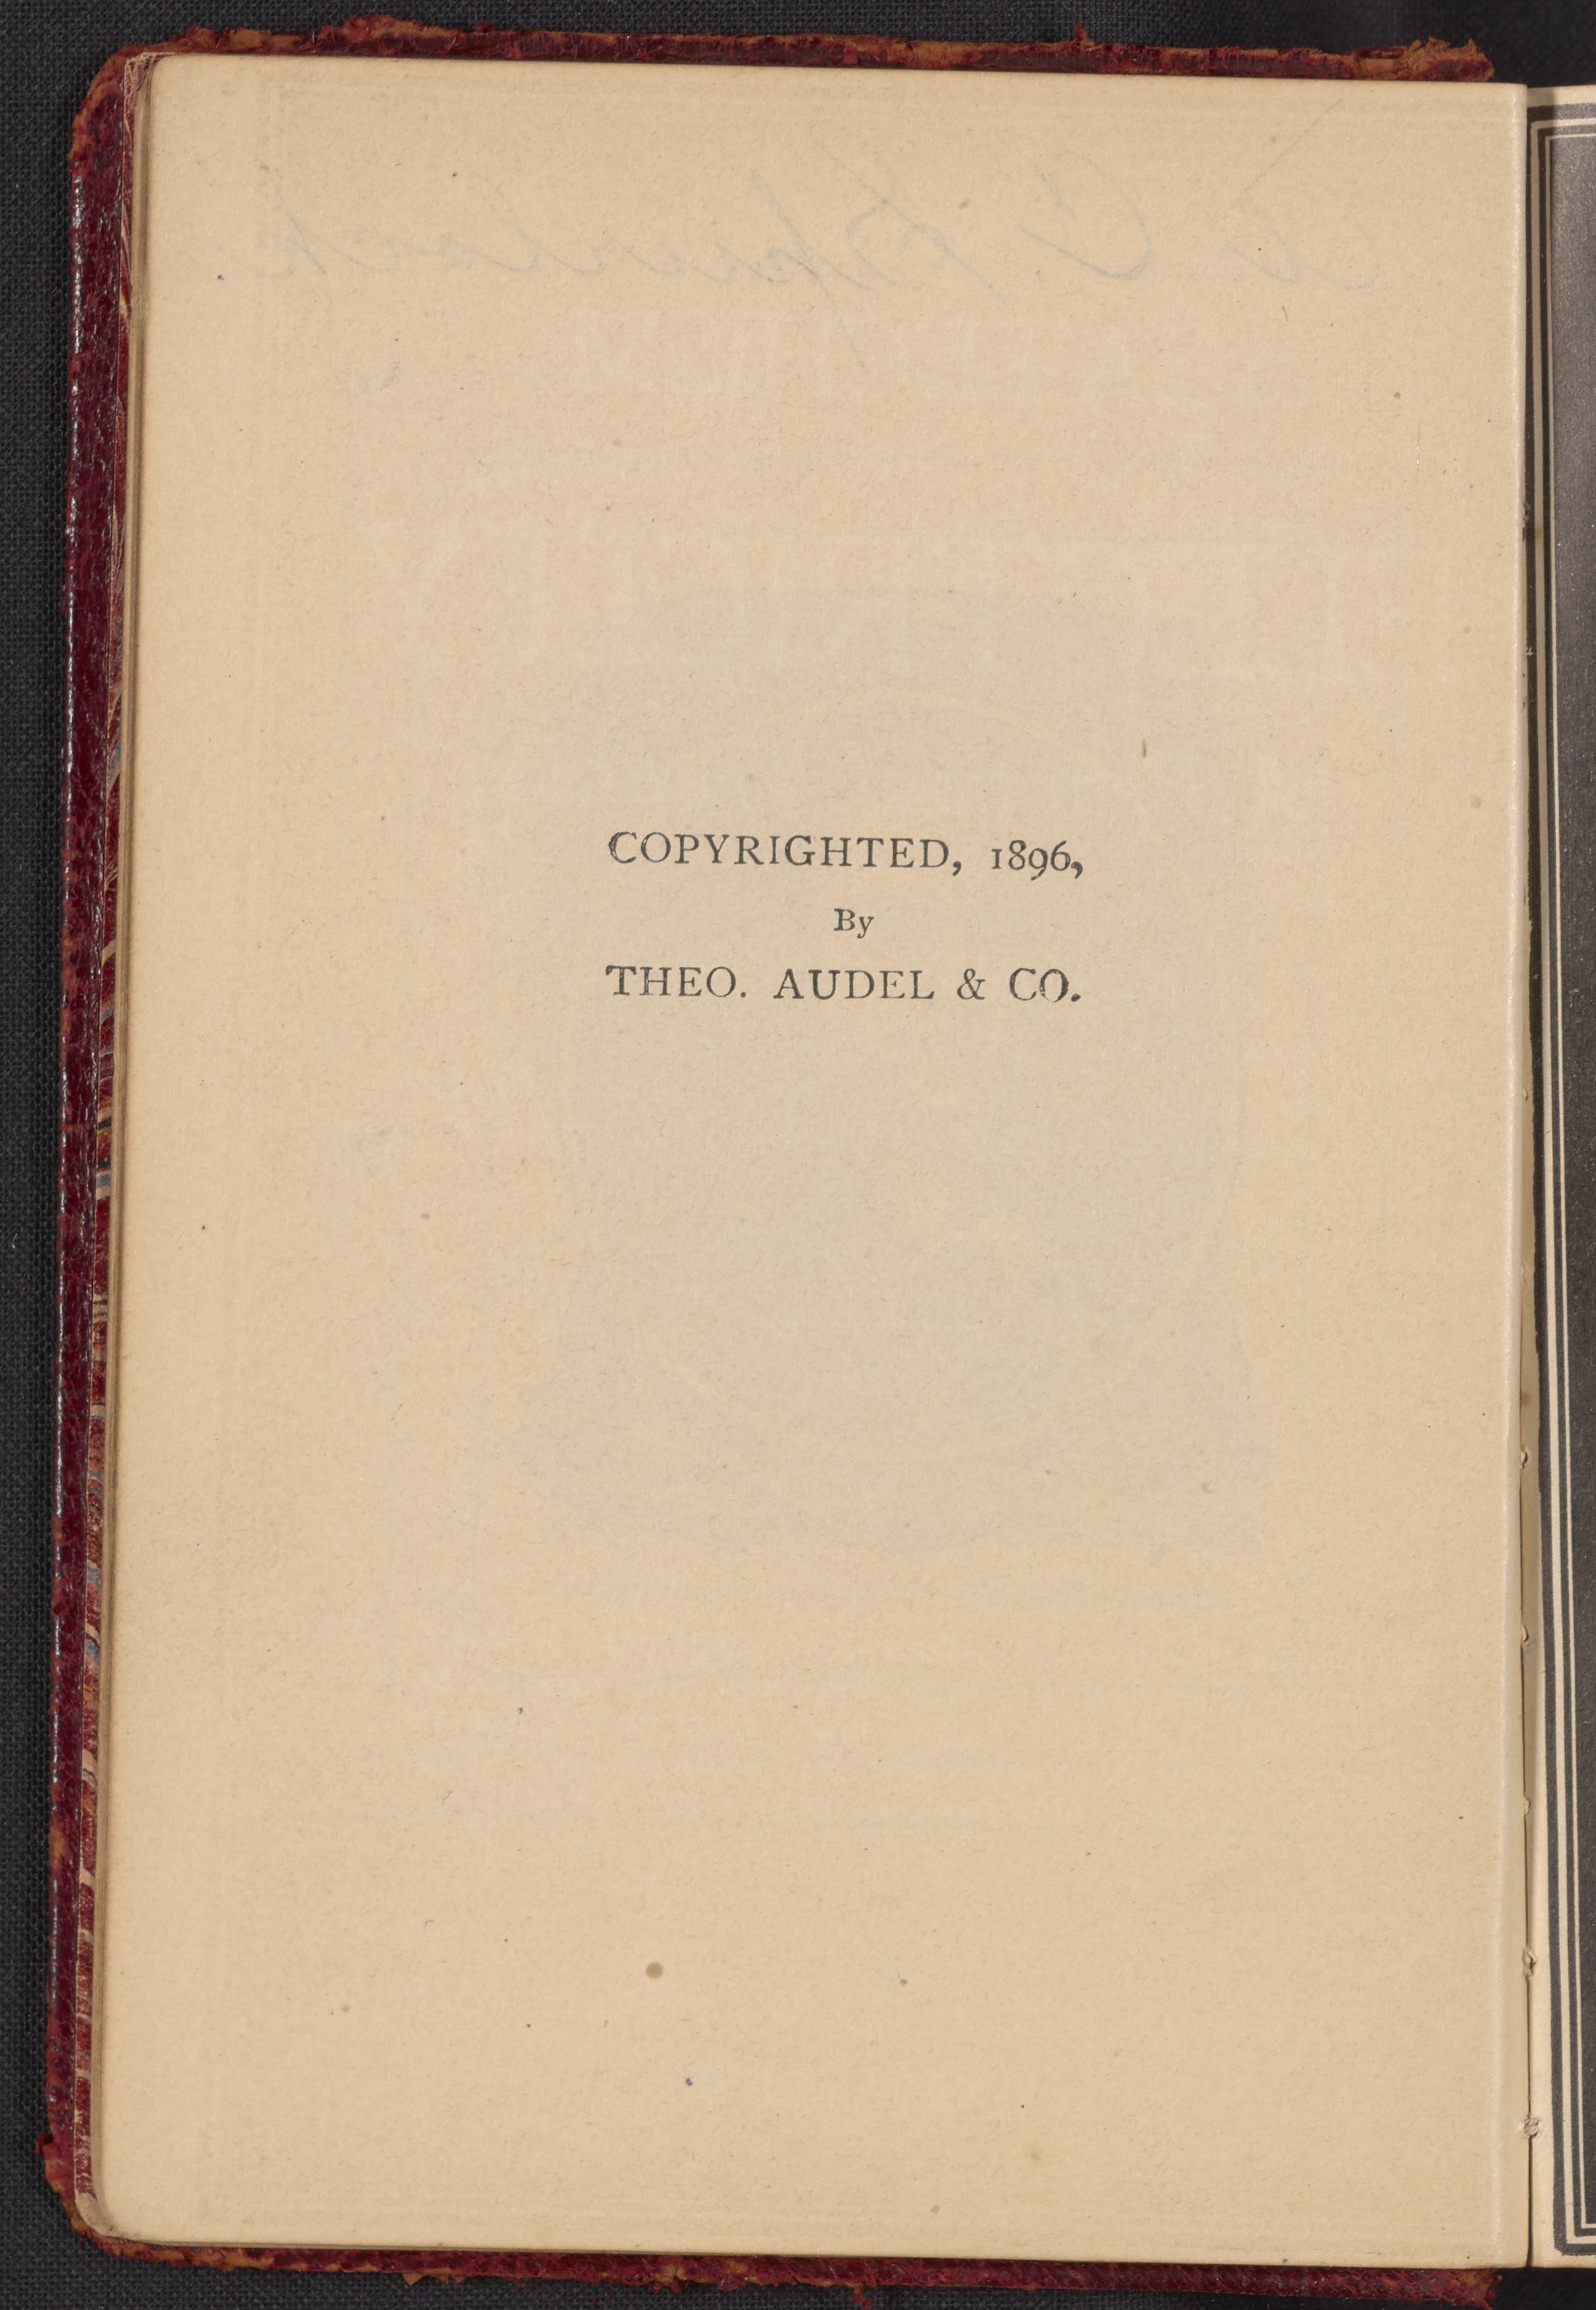 COPYRIGHTED, 1896,
By
THEO. AUDEL & CO.